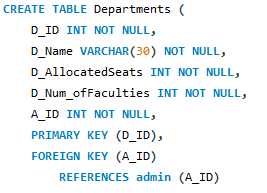 CREATE TABLE Departments (
D_ID INT NOT NULL,
D_Name VARCHAR(30) NOT NULL,
D_AllocatedSeats INT NOT NULL,
D_Num_ofFaculties INT NOT NULL,
A_ID INT NOT NULL,
PRIMARY KEY (D_ID),
FOREIGN KEY (A_ID)
REFERENCES admin (A_ID)